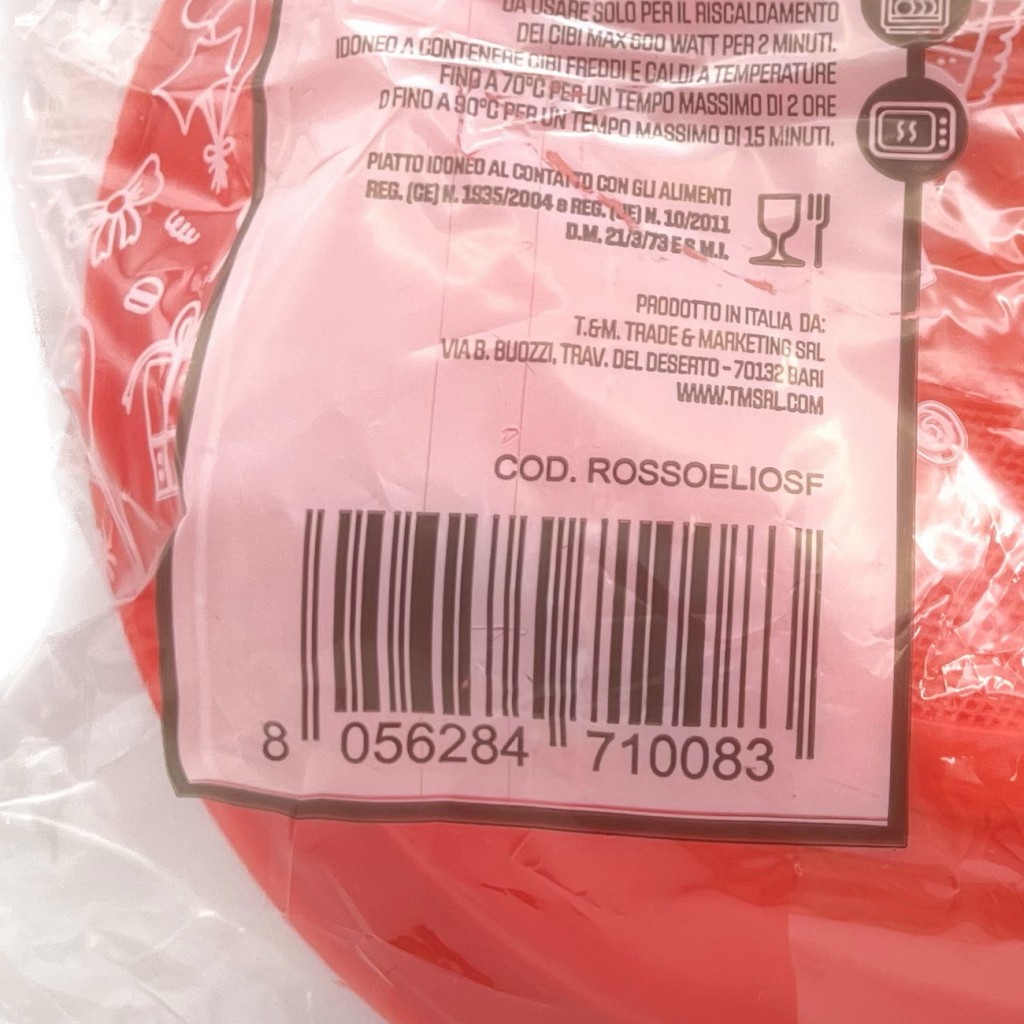 DA USARE SOLO PER IL RISCALDAMENTO
DEI CIBI MAX 800 WATT PER 2 MINUTI.
IDONEO A CONTENERE CIBI FREDDI E CALDI A TEMPERATURE
FINO A 70°C PER UN TEMPO MASSIMO DI 2 ORE
O FINO A 90°C PER UN TEMPO MASSIMO DI 15 MINUTI.
PIATTO IDONEO AL CONTATTO CON GLI ALIMENTI
REG. (CE) N. 1935/2004 e REG. (UE) N. 10/2011
D.M. 21/3/73 E S.M.I.
PRODOTTO IN ITALIA DA:
T.&M. TRADE & MARKETING SRL
VIA B. BUOZZI, TRAV. DEL DESERTO - 70132 BARI
WWW.TMSRL.COM
COD. ROSSOELIOSF
8 056284 710083